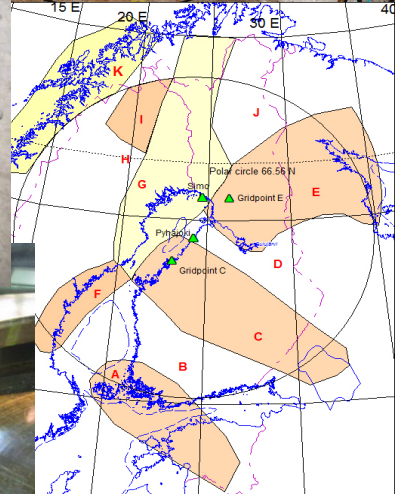 15 E
20 E
30 E
40
K
I
J
H
Polar circle 66.56 N
G
Simo
Gridpoint E
E
Pyhäjoki
D
Gridpoint C
F
C
B
A